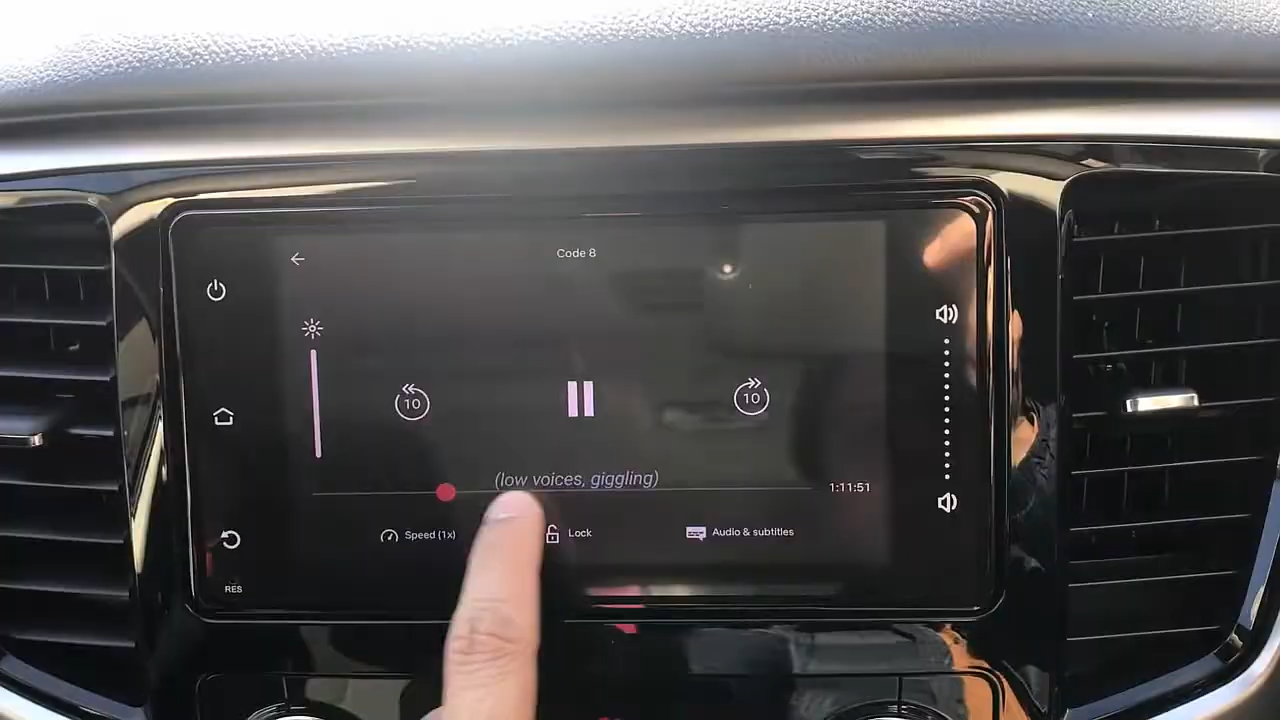 Code 8
10
10
(low voices, giggling)
1:11:51
Speed (1x)
Lock
Audio & subtitles
RES